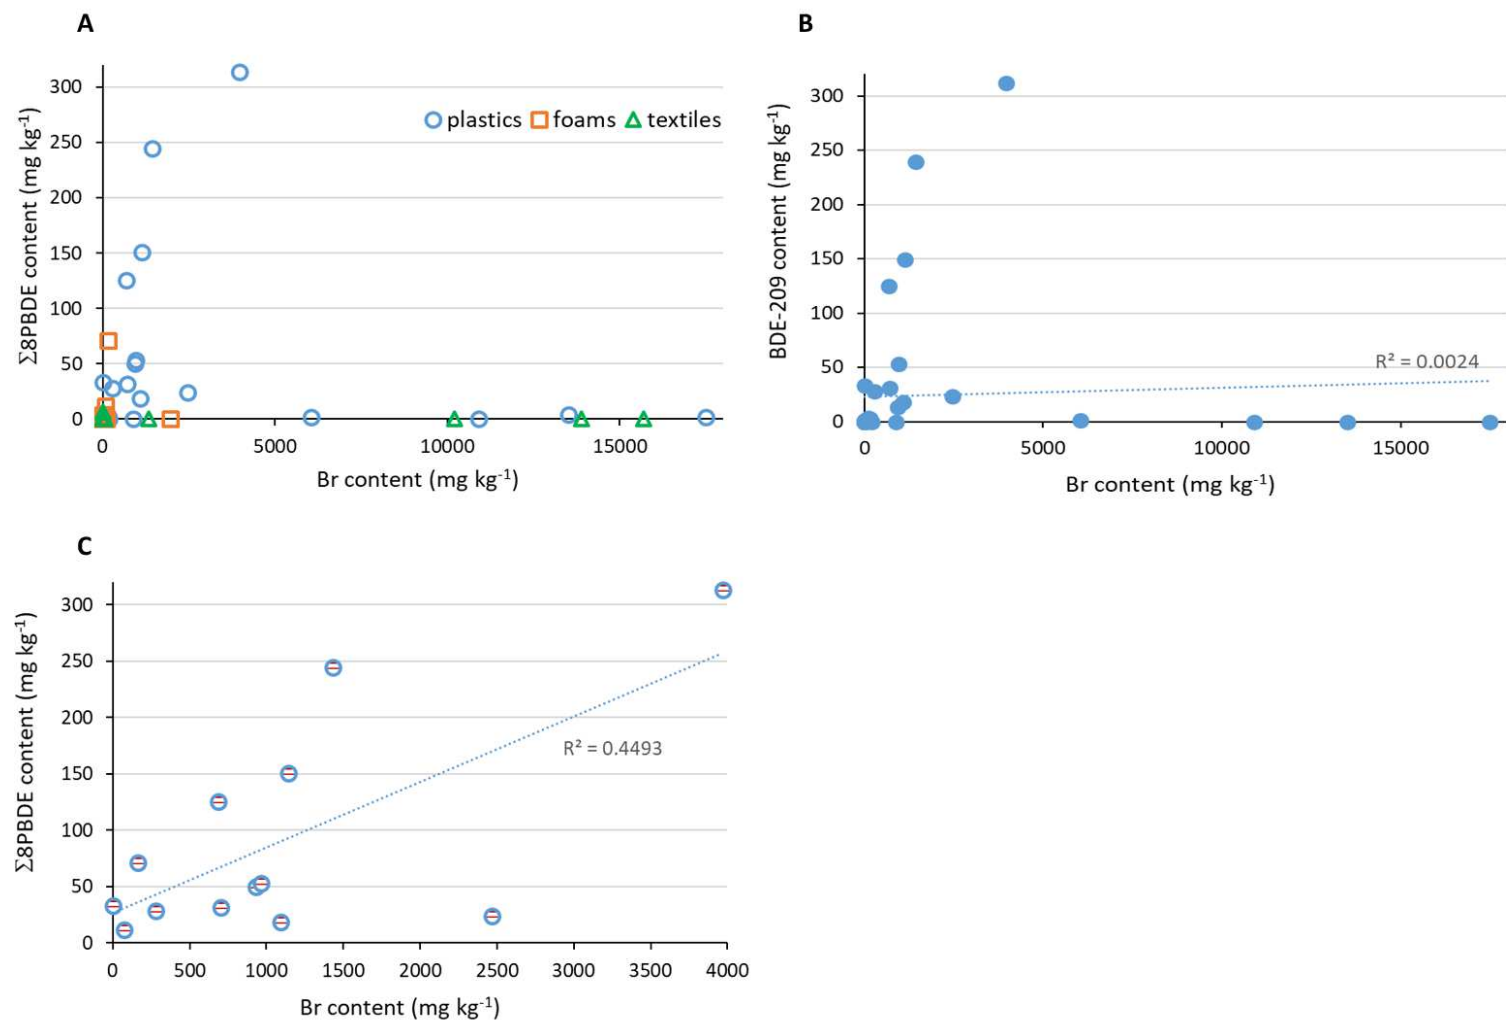 A
Σ8PBDE content (mg kg⁻¹)
300
250
200
150
100
50
0
plastics foams textiles
0 5000 10000 15000
Br content (mg kg⁻¹)
B
BDE-209 content (mg kg⁻¹)
300
250
200
150
100
50
0
R² = 0.0024
0 5000 10000 15000
Br content (mg kg⁻¹)
C
Σ8PBDE content (mg kg⁻¹)
300
250
200
150
100
50
0
R² = 0.4493
0 500 1000 1500 2000 2500 3000 3500 4000
Br content (mg kg⁻¹)